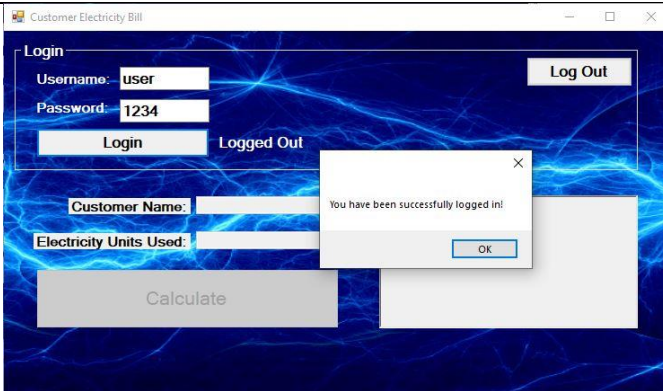 Customer Electricity Bill
Login
Username: user
Log Out
Password: 1234
Login Logged Out
You have been successfully logged in!
Customer Name:
Electricity Units Used:
OK
Calculate